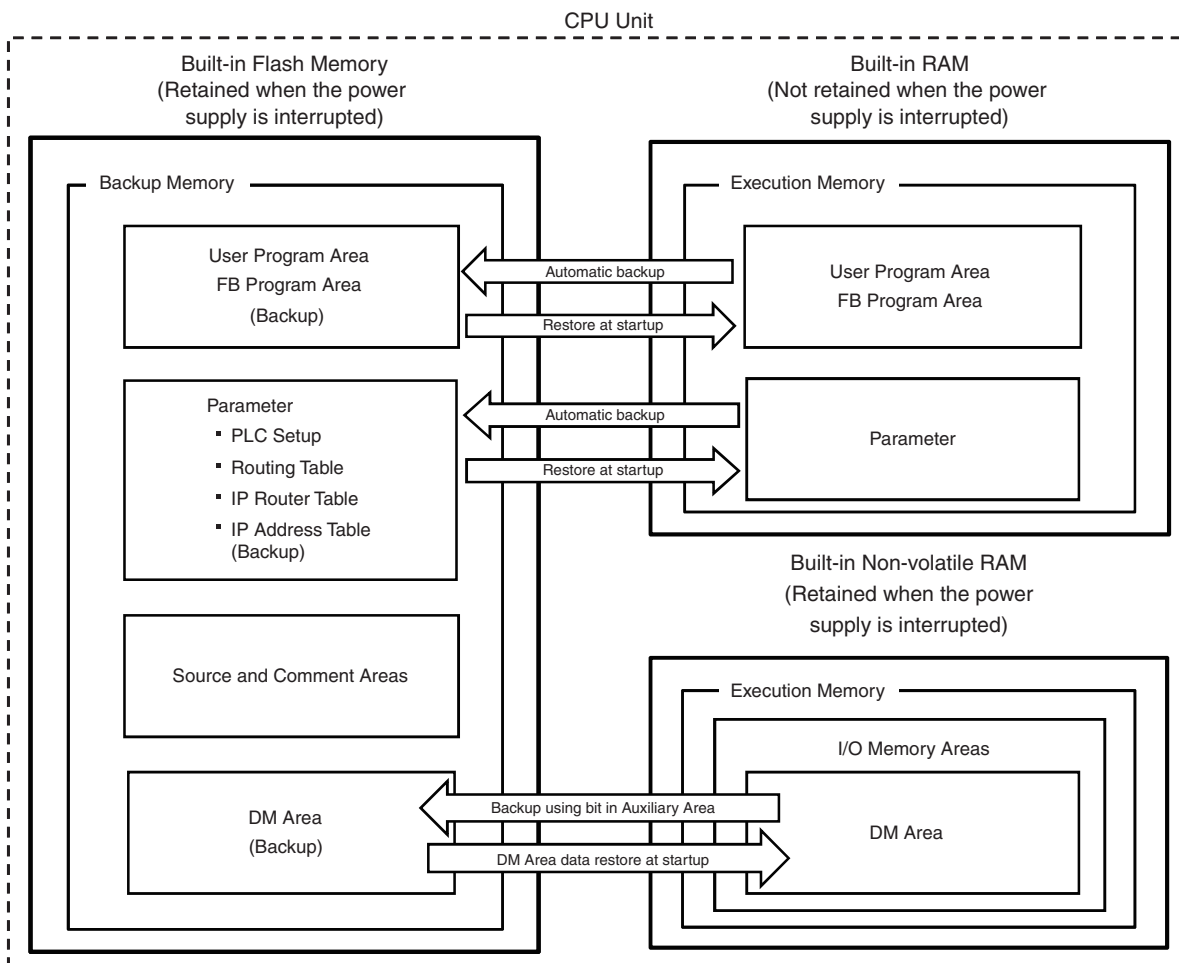 CPU Unit
Built-in Flash Memory
(Retained when the power
supply is interrupted)
Backup Memory
User Program Area
FB Program Area
(Backup)
Parameter
▪ PLC Setup
▪ Routing Table
▪ IP Router Table
▪ IP Address Table
(Backup)
Source and Comment Areas
DM Area
(Backup)
Automatic backup
Restore at startup
Automatic backup
Restore at startup
Backup using bit in Auxiliary Area
DM Area data restore at startup
Built-in RAM
(Not retained when the power
supply is interrupted)
Execution Memory
User Program Area
FB Program Area
Parameter
Built-in Non-volatile RAM
(Retained when the power
supply is interrupted)
Execution Memory
I/O Memory Areas
DM Area